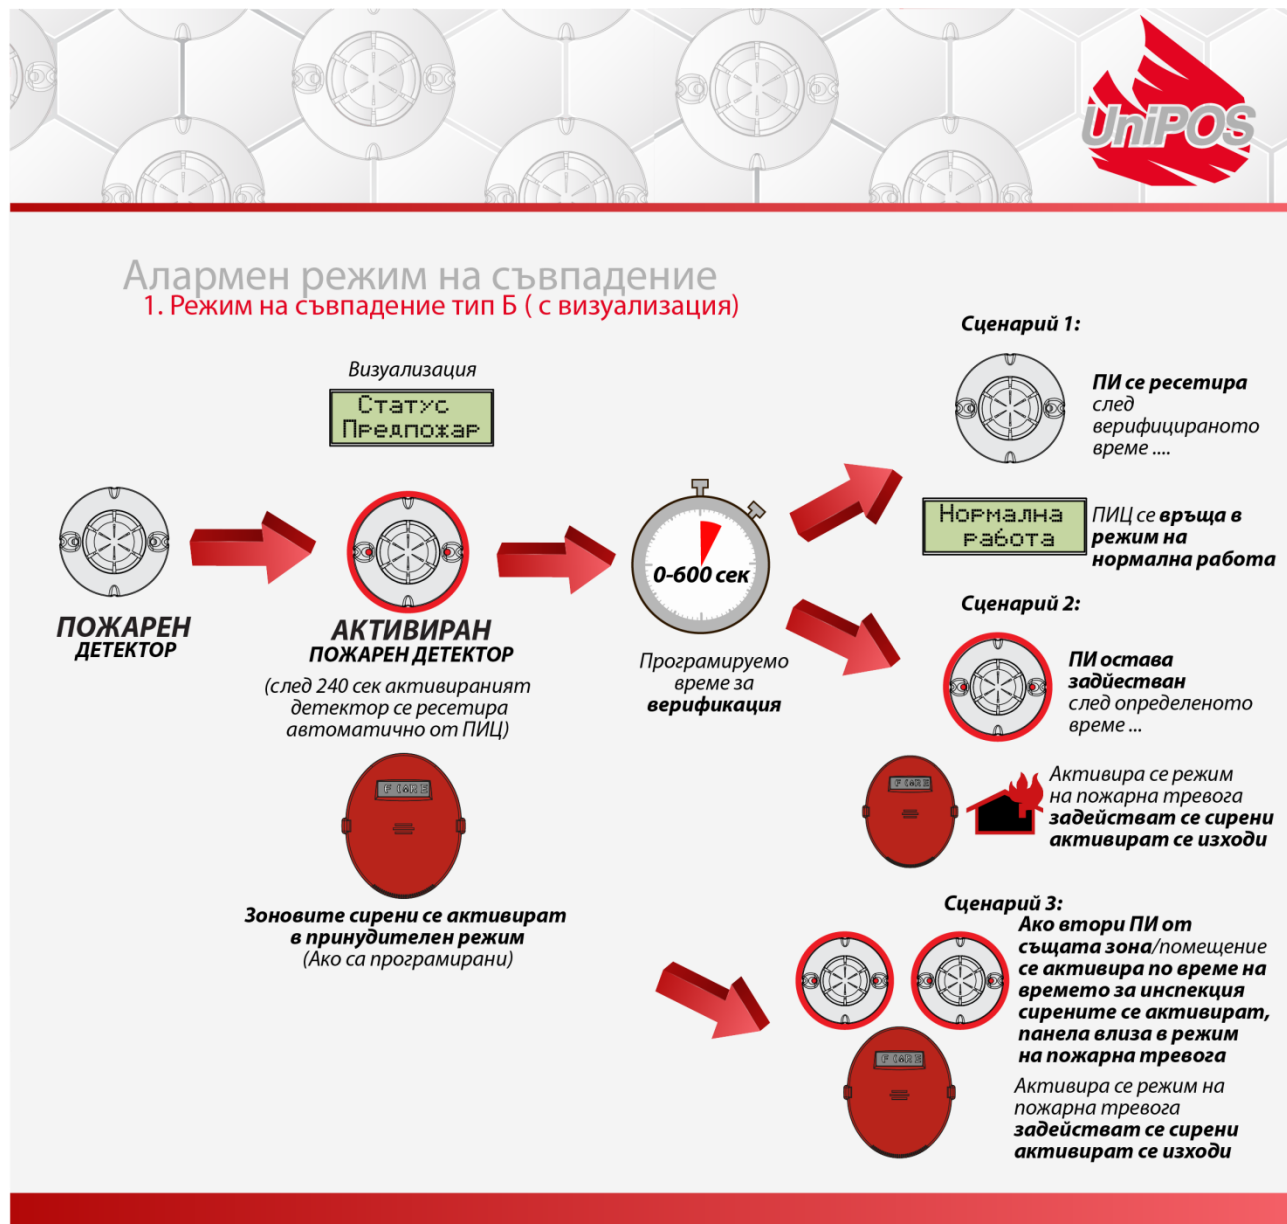 UniPOS
Алармен режим на съвпадение
1. Режим на съвпадение тип Б ( с визуализация)
Визуализация
Статус
Предпожар
ПОЖАРЕН
ДЕТЕКТОР
АКТИВИРАН
ПОЖАРЕН ДЕТЕКТОР
(след 240 сек активираният
детектор се ресетира
автоматично от ПИЦ)
FIRE
Зоновите сирени се активират
в принудителен режим
(Ако са програмирани)
0-600 сек
Програмируемо
време за
верификация
Сценарий 1:
ПИ се ресетира
след
верифицираното
време ....
Нормална
работа
ПИЦ се връща в
режим на
нормална работа
Сценарий 2:
ПИ остава
задйестван
след определеното
време ...
FIRE
Активира се режим
на пожарна тревога
задействат се сирени
активират се изходи
Сценарий 3:
Ако втори ПИ от
същата зона/помещение
се активира по време на
времето за инспекция
сирените се активират,
панела влиза в режим
на пожарна тревога
FIRE
Активира се режим на
пожарна тревога
задействат се сирени
активират се изходи